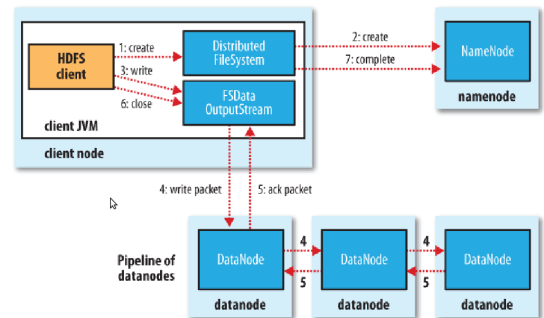 HDFS
client
1: create
3: write
6: close
Distributed
FileSystem
FSData
OutputStream
2: create
7: complete
NameNode
namenode
client JVM
client node
4: write packet
5: ack packet
Pipeline of
datanodes
DataNode
4
5
DataNode
4
5
DataNode
datanode
datanode
datanode